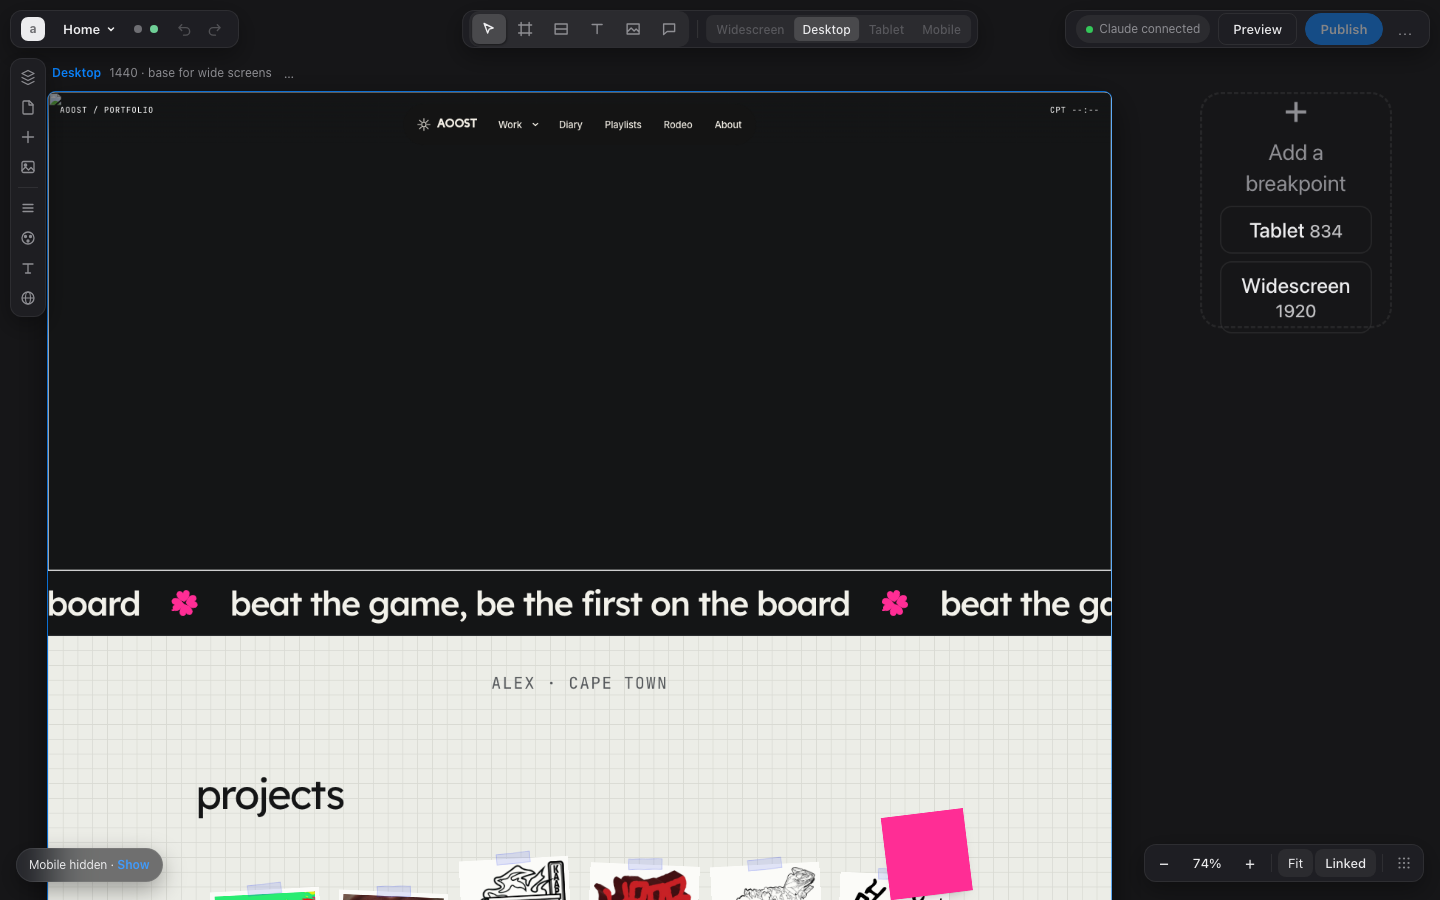 a Home Widescreen Desktop Tablet Mobile Claude connected Preview Publish ...
Desktop 1440 · base for wide screens ...
AOOST / PORTFOLIO
CPT --:--
AOOST Work Diary Playlists Rodeo About
Add a
breakpoint
Tablet 834
Widescreen
1920
board beat the game, be the first on the board beat the ga
ALEX · CAPE TOWN
projects
Mobile hidden · Show
− 74% + Fit Linked